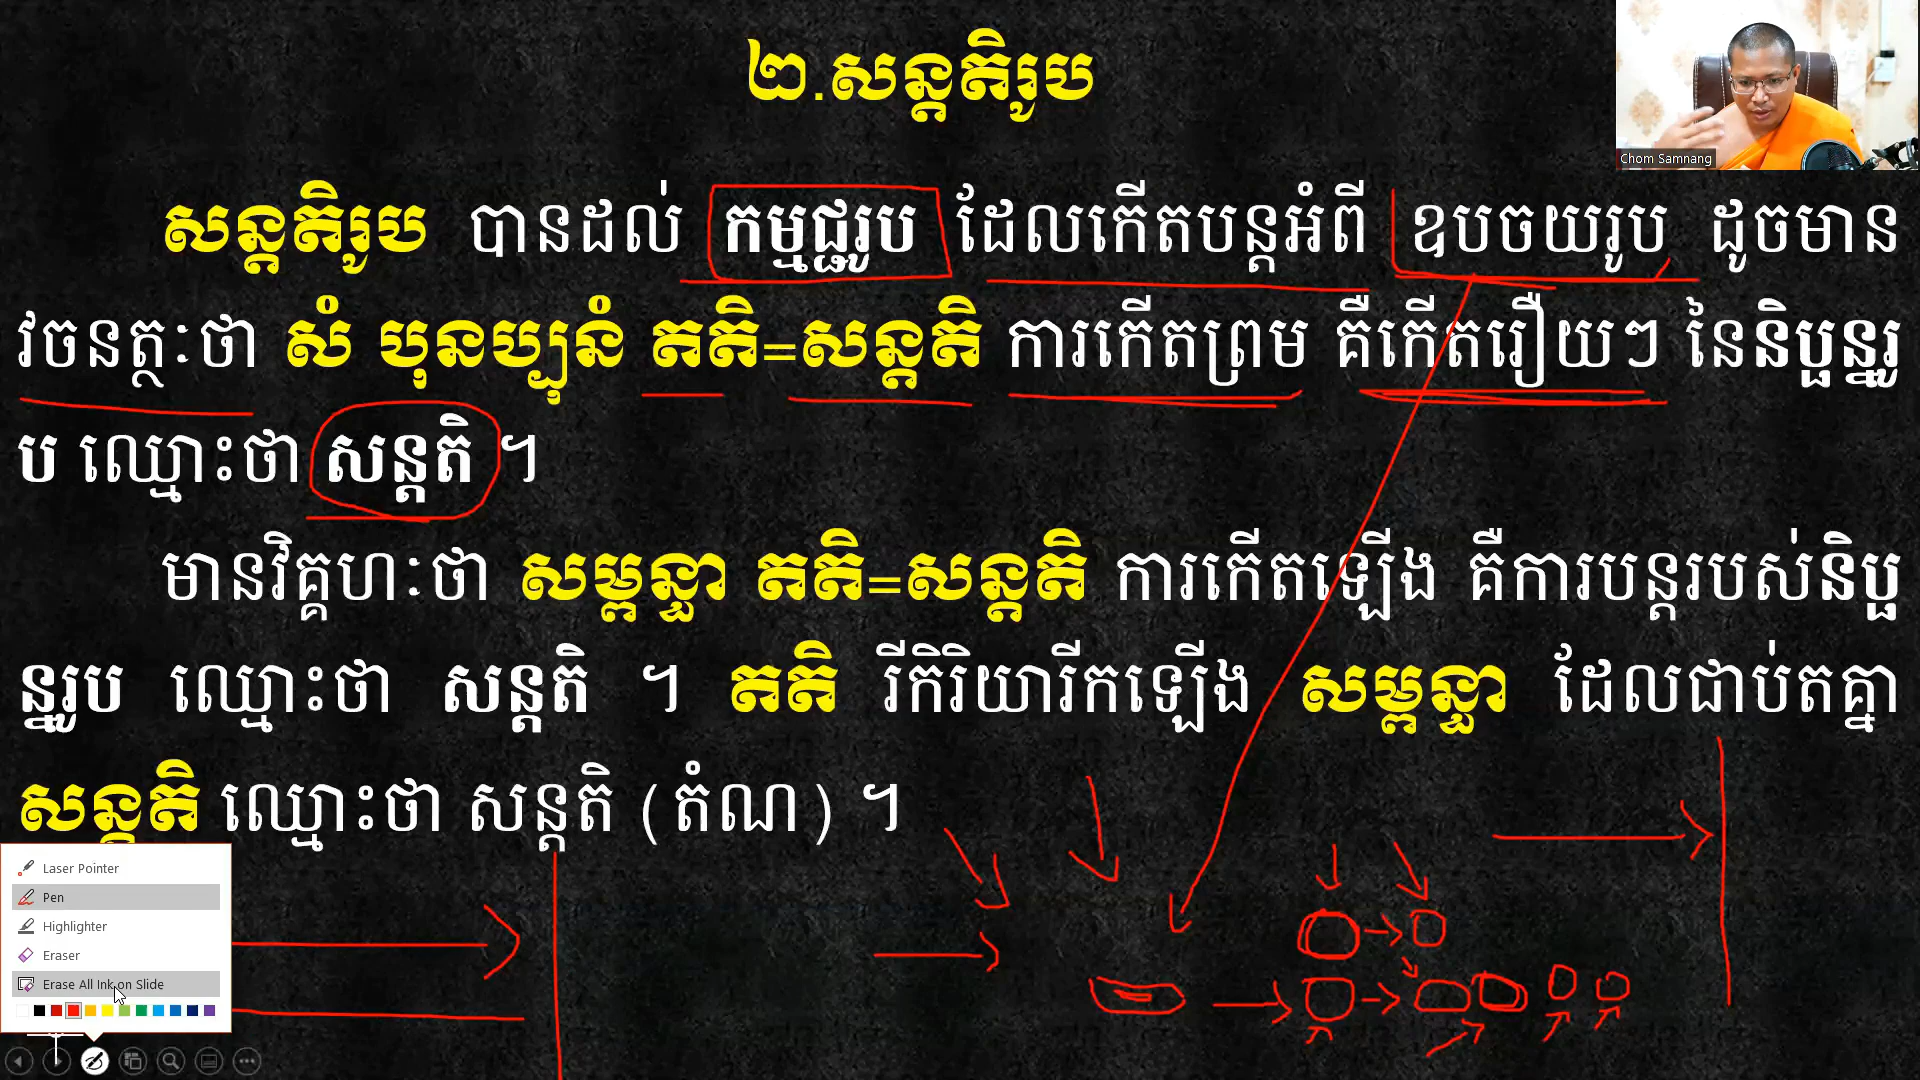 ២.សន្តតិរូប
Chom Samnang
សន្តតិរូប បានដល់ កម្មជ្ជរូប ដែលកើតបន្តអំពី ឧបចយរូប ដូចមាន
វចនត្ថៈថា សំ បុនប្បុនំ តតិ=សន្តតិ ការកើតព្រម គឺកើតរឿយៗ នៃនិប្ផន្នរូ
ប ឈ្មោះថា សន្តតិ ។
មានវិគ្គហៈថា សម្ពន្ធា តតិ=សន្តតិ ការកើតឡើង គឺការបន្តរបស់និប្ផ
ន្នរូប ឈ្មោះថា សន្តតិ ។ តតិ រីកិរិយារីកឡើង សម្ពន្ធា ដែលជាប់តគ្នា
សន្តតិ ឈ្មោះថា សន្តតិ (តំណ) ។
Laser Pointer
Pen
Highlighter
Eraser
Erase All Ink on Slide